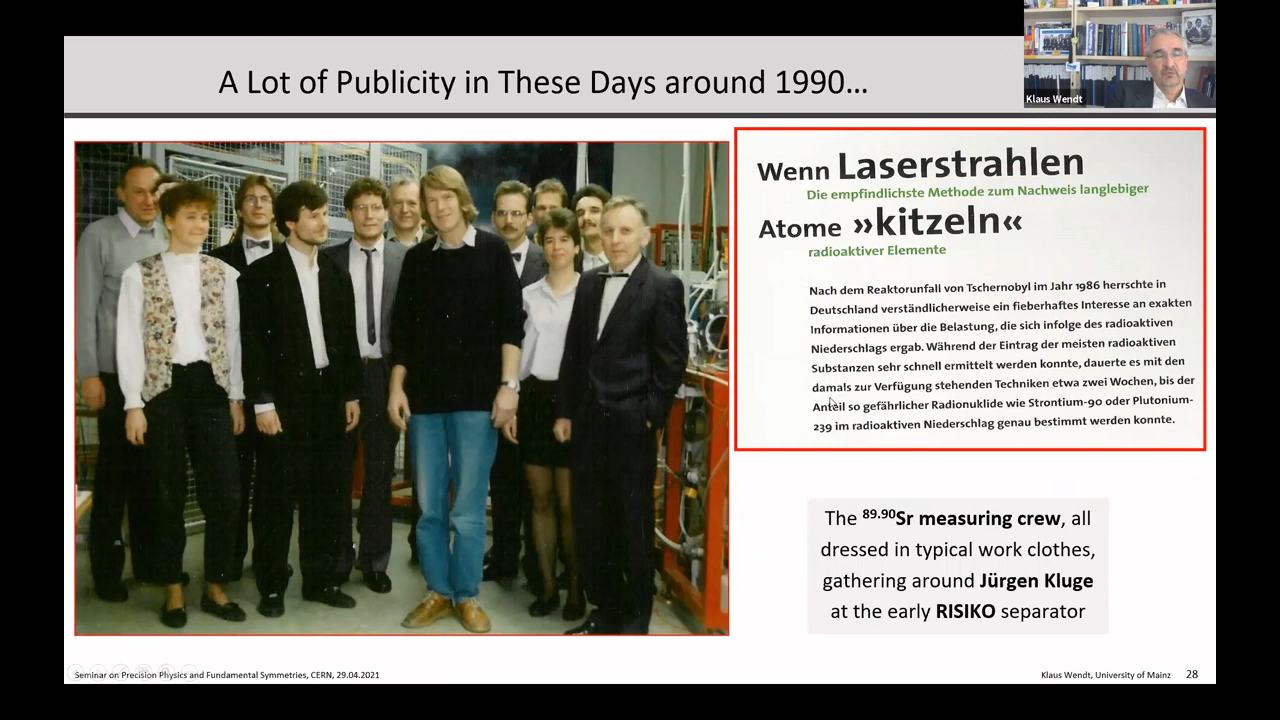 A Lot of Publicity in These Days around 1990…
Klaus Wendt
Wenn Laserstrahlen
Die empfindlichste Methode zum Nachweis langlebiger
Atome »kitzeln«
radioaktiver Elemente
Nach dem Reaktorunfall von Tschernobyl im Jahr 1986 herrschte in
Deutschland verständlicherweise ein fieberhaftes Interesse an exakten
Informationen über die Belastung, die sich infolge des radioaktiven
Niederschlags ergab. Während der Eintrag der meisten radioaktiven
Substanzen sehr schnell ermittelt werden konnte, dauerte es mit den
damals zur Verfügung stehenden Techniken etwa zwei Wochen, bis der
Anteil so gefährlicher Radionuklide wie Strontium-90 oder Plutonium-
239 im radioaktiven Niederschlag genau bestimmt werden konnte.
The 89.90Sr measuring crew, all
dressed in typical work clothes,
gathering around Jürgen Kluge
at the early RISIKO separator
Seminar on Precision Physics and Fundamental Symmetries, CERN, 29.04.2021
Klaus Wendt, University of Mainz 28